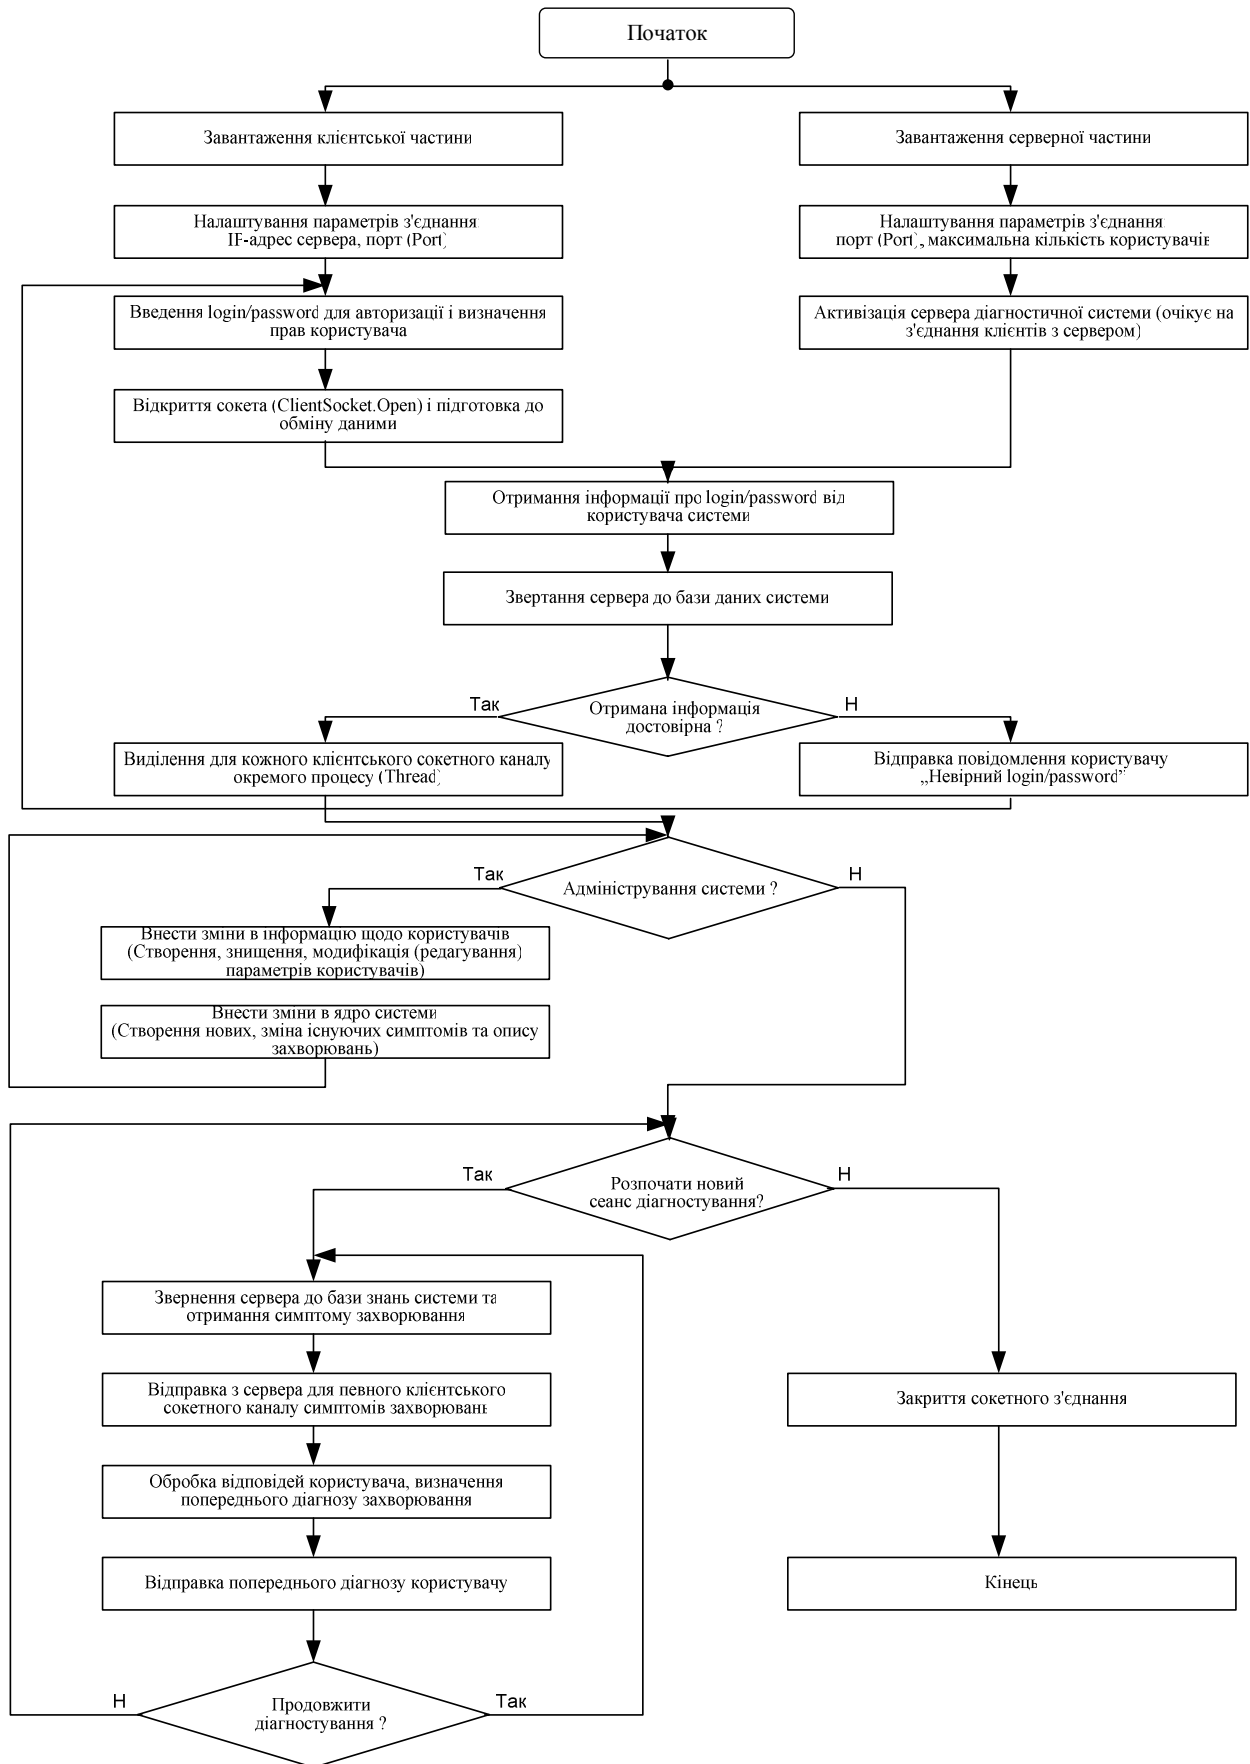 Початок
Завантаження клієнтської частини
Завантаження серверної частини
Налаштування параметрів з'єднання
IF-адрес сервера, порт (Port)
Налаштування параметрів з'єднання
порт (Port), максимальна кількість користувачів
Введення login/password для авторизації і визначення
прав користувача
Активізація сервера діагностичної системи (очікує на
з'єднання клієнтів з сервером)
Відкриття сокета (ClientSocket.Open) і підготовка до
обміну даними
Отримання інформації про login/password від
користувача системи
Звертання сервера до бази даних системи
Так
Отримана інформація
достовірна ?
Н
Виділення для кожного клієнтського сокетного каналу
окремого процесу (Thread)
Відправка повідомлення користувачу
„Невірний login/password”
Так
Адміністрування системи ?
Н
Внести зміни в інформацію щодо користувачів
(Створення, знищення, модифікація (редагування)
параметрів користувачів)
Внести зміни в ядро системи
(Створення нових, зміна існуючих симптомів та опису
захворювань)
Так
Розпочати новий
сеанс діагностування?
Н
Звернення сервера до бази знань системи та
отримання симптому захворювання
Відправка з сервера для певного клієнтського
сокетного каналу симптомів захворювань
Закриття сокетного з'єднання
Обробка відповідей користувача, визначення
попереднього діагнозу захворювання
Відправка попереднього діагнозу користувачу
Кінець
Н
Продовжити
діагностування ?
Так